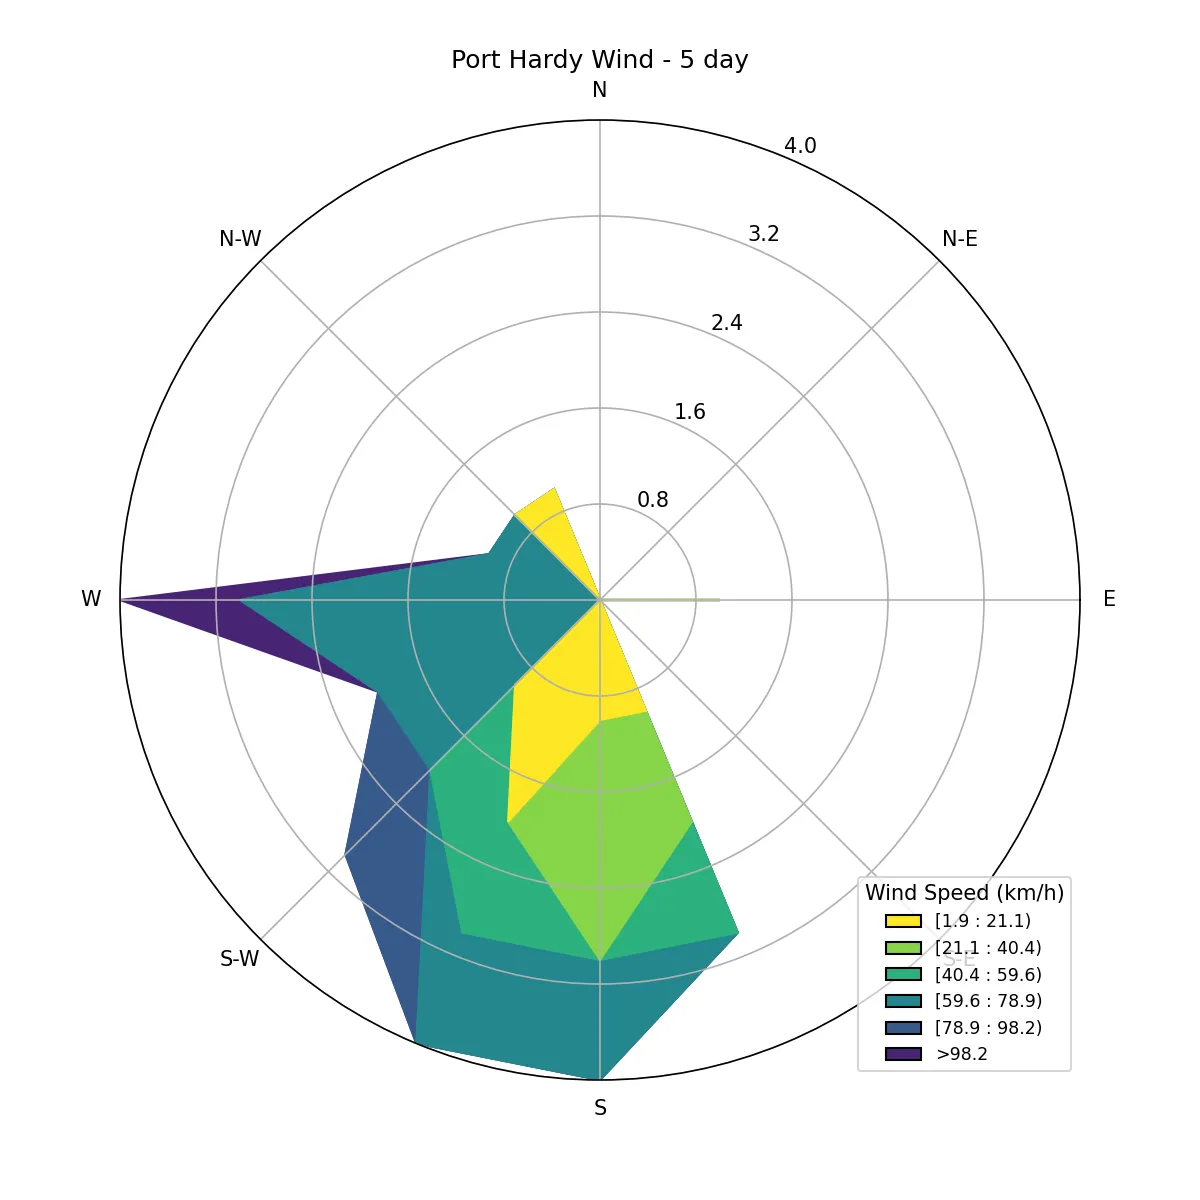 Port Hardy Wind - 5 day
N
4.0
N-W
3.2
N-E
2.4
1.6
0.8
W
E
Wind Speed (km/h)
[1.9 : 21.1)
[21.1 : 40.4)
S-W
S-E
[40.4 : 59.6)
[59.6 : 78.9)
[78.9 : 98.2)
>98.2
S